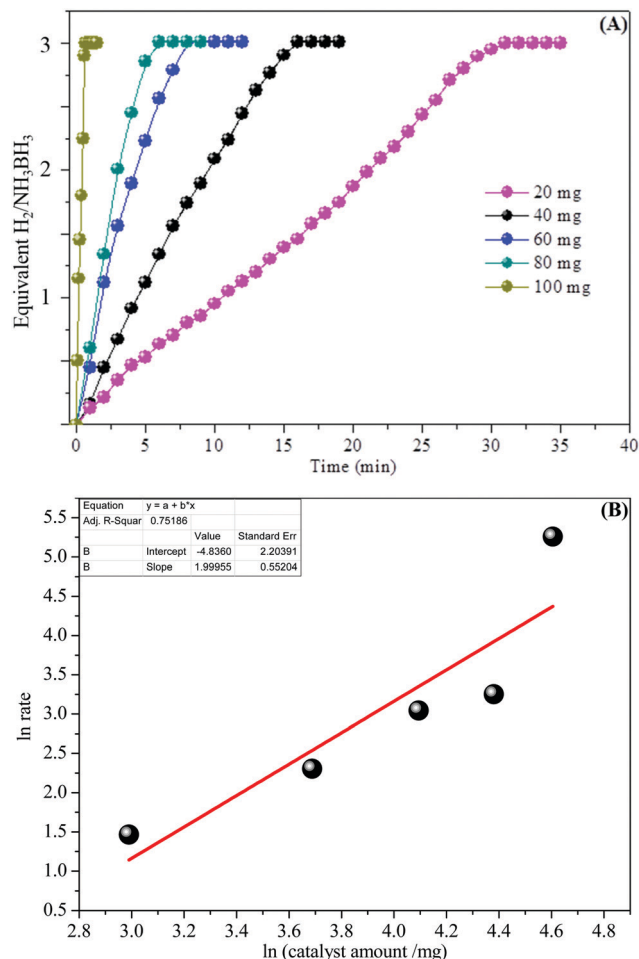 (A)
3
2
1
Equivalent H₂/NH₃BH₃
20 mg
40 mg
60 mg
80 mg
100 mg
0 5 10 15 20 25 30 35 40
Time (min)
(B)
Equation y = a + b*x
Adj. R-Squar 0.75186
Value Standard Err
B Intercept -4.8360 2.20391
B Slope 1.99955 0.55204
5.5
5.0
4.5
4.0
3.5
3.0
2.5
2.0
1.5
1.0
0.5
ln rate
2.8 3.0 3.2 3.4 3.6 3.8 4.0 4.2 4.4 4.6 4.8
ln (catalyst amount /mg)